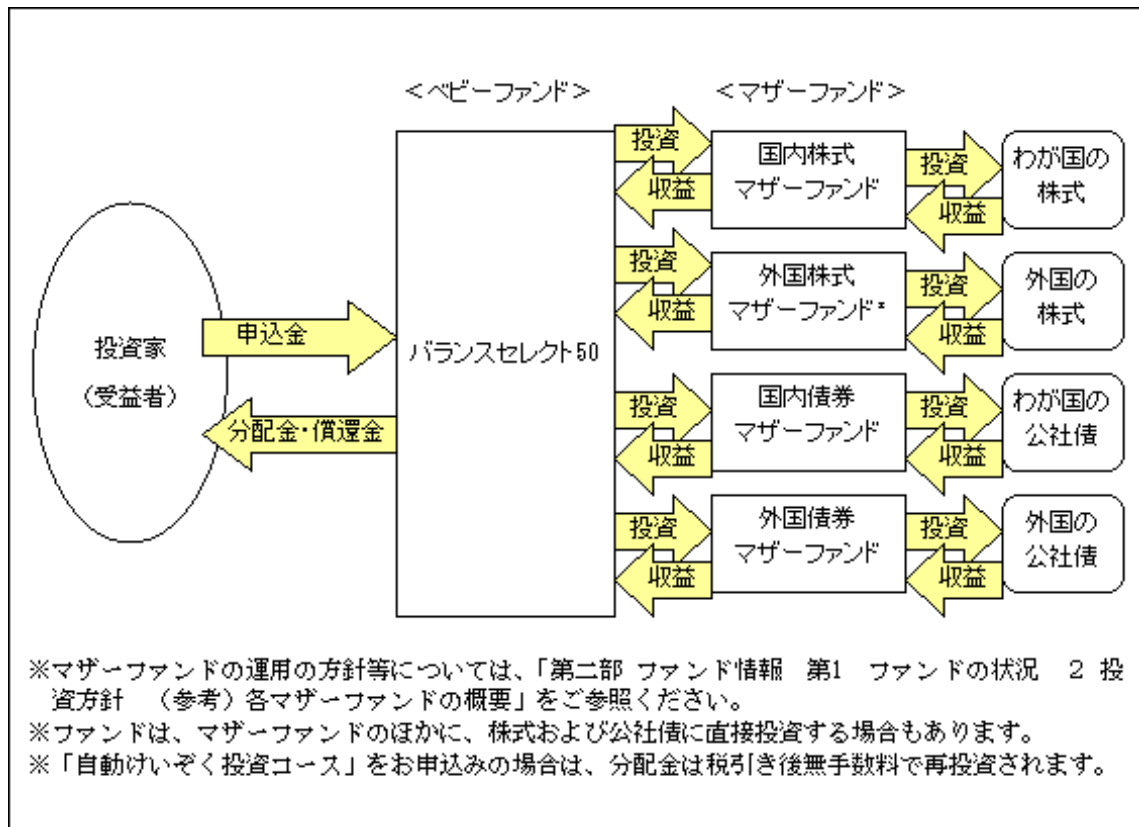 ＜ベビーファンド＞
＜マザーファンド＞
投資家
（受益者）
申込金
分配金・償還金
バランスセレクト50
投資
収益
国内株式
マザーファンド
投資
収益
わが国の
株式
投資
収益
外国株式
マザーファンド※
投資
収益
外国の
株式
投資
収益
国内債券
マザーファンド
投資
収益
わが国の
公社債
投資
収益
外国債券
マザーファンド
投資
収益
外国の
公社債
※マザーファンドの運用の方針等については、「第二部 ファンド情報　第1　ファンドの状況　２ 投
資方針　（参考）各マザーファンドの概要」をご参照ください。
※ファンドは、マザーファンドのほかに、株式および公社債に直接投資する場合もあります。
※「自動けいぞく投資コース」をお申込みの場合は、分配金は税引き後無手数料で再投資されます。